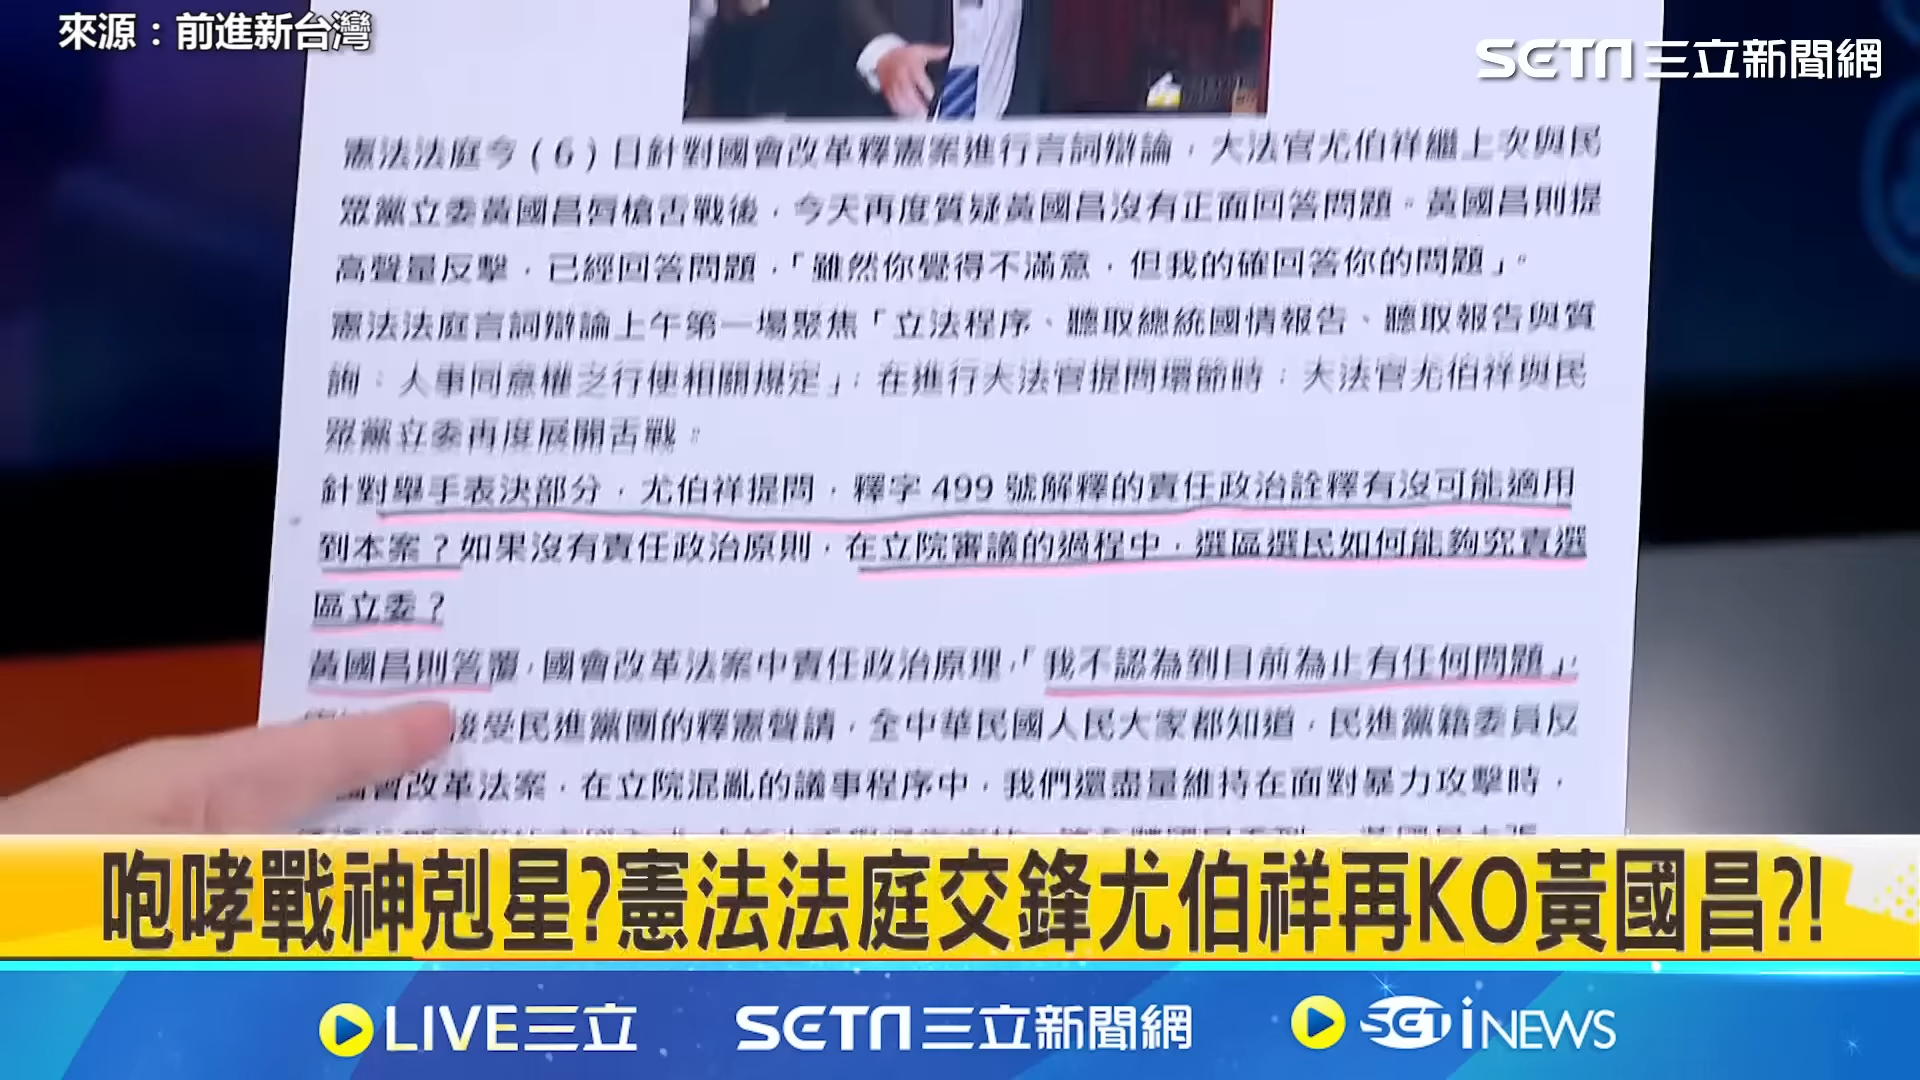 來源：前進新台灣
SETN三立新聞網
憲法法庭今（6）日針對國會改革釋憲案進行言詞辯論，大法官尤伯祥繼上次與民
眾黨立委黃國昌唇槍舌戰後，今天再度質疑黃國昌沒有正面回答問題。黃國昌則提
高聲量反擊，已經回答問題，「雖然你覺得不滿意，但我的確回答你的問題」。
憲法法庭言詞辯論上午第一場聚焦「立法程序、聽取總統國情報告、聽取報告與質
詢；人事同意權之行使相關規定」；在進行大法官提問環節時；大法官尤伯祥與民
眾黨立委再度展開舌戰。
針對舉手表決部分，尤伯祥提問，釋字 499 號解釋的責任政治詮釋有沒可能適用
到本案？如果沒有責任政治原則，在立院審議的過程中，選區選民如何能夠究責選
區立委？
黃國昌則答覆，國會改革法案中責任政治原理，「我不認為到目前為止有任何問題」；
接受民進黨團的釋憲聲請，全中華民國人民大家都知道，民進黨籍委員反
國會改革法案，在立院混亂的議事程序中，我們還盡量維持在面對暴力攻擊時，
咆哮戰神剋星?憲法法庭交鋒尤伯祥再KO黃國昌?!
LIVE三立
SETN三立新聞網
SETiNEWS